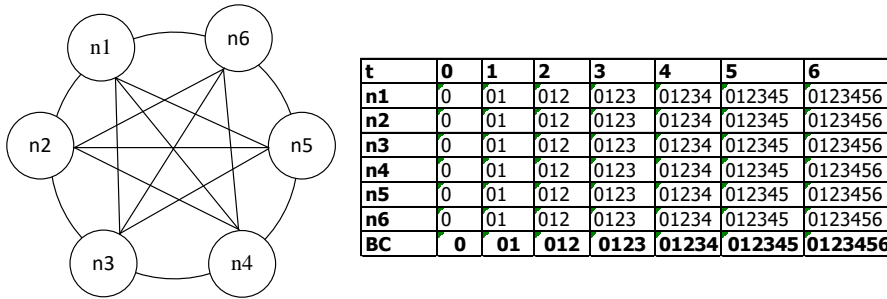 n1
n6
n2
n5
n3
n4
t 0 1 2 3 4 5 6
n1 0 01 012 0123 01234 012345 0123456
n2 0 01 012 0123 01234 012345 0123456
n3 0 01 012 0123 01234 012345 0123456
n4 0 01 012 0123 01234 012345 0123456
n5 0 01 012 0123 01234 012345 0123456
n6 0 01 012 0123 01234 012345 0123456
BC 0 01 012 0123 01234 012345 0123456